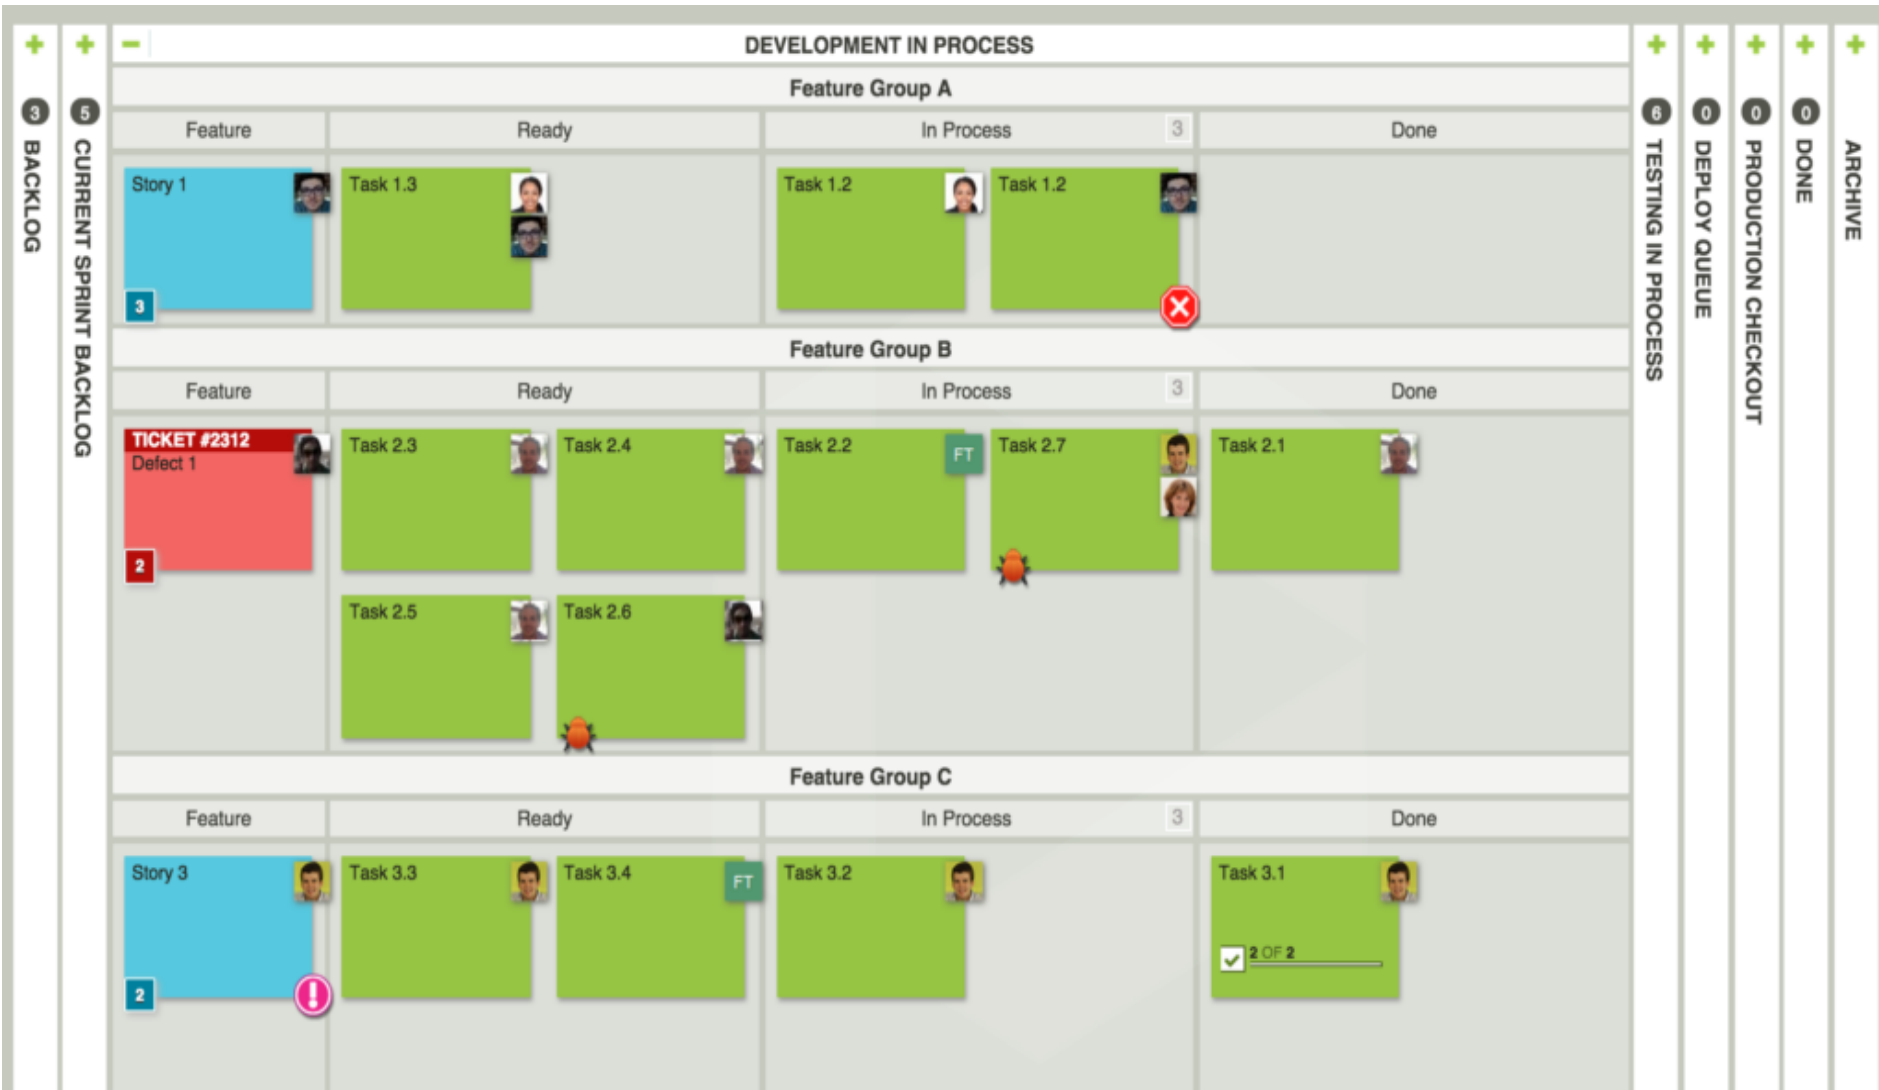 DEVELOPMENT IN PROCESS
3 BACKLOG
5 CURRENT SPRINT BACKLOG
Feature Group A
Feature Ready In Process 3 Done
Story 1 Task 1.3 Task 1.2 Task 1.2
3
Feature Group B
Feature Ready In Process 3 Done
TICKET #2312
Defect 1 Task 2.3 Task 2.4 Task 2.2 FT Task 2.7 Task 2.1
2
Task 2.5 Task 2.6
Feature Group C
Feature Ready In Process 3 Done
Story 3 Task 3.3 Task 3.4 FT Task 3.2 Task 3.1
2 OF 2
2
6 TESTING IN PROCESS
0 DEPLOY QUEUE
0 PRODUCTION CHECKOUT
0 DONE
ARCHIVE